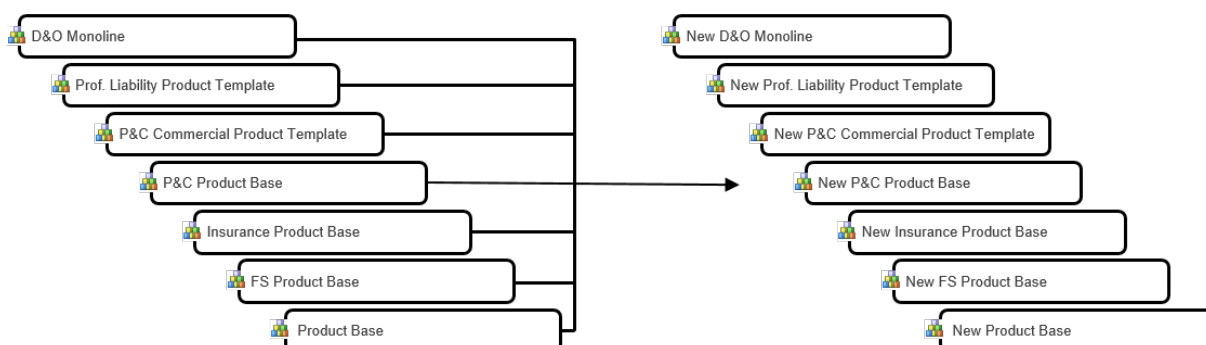 D&O Monoline
Prof. Liability Product Template
P&C Commercial Product Template
P&C Product Base
Insurance Product Base
FS Product Base
Product Base
New D&O Monoline
New Prof. Liability Product Template
New P&C Commercial Product Template
New P&C Product Base
New Insurance Product Base
New FS Product Base
New Product Base